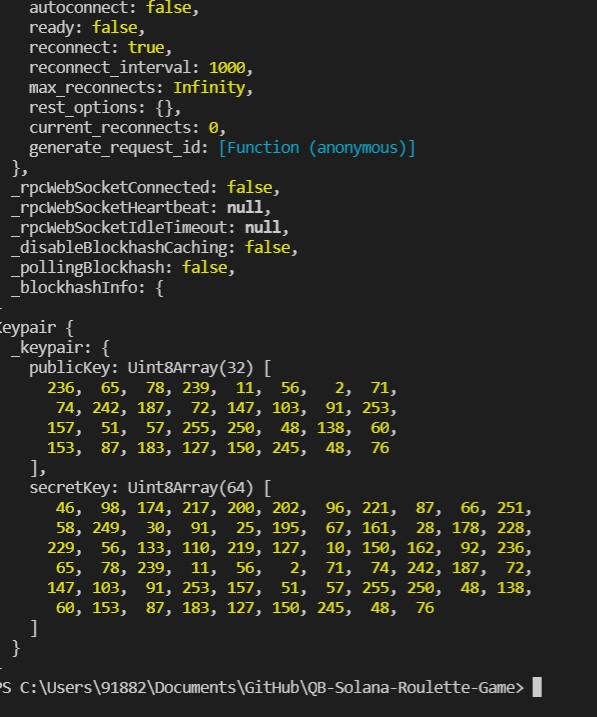 autoconnect: false,
ready: false,
reconnect: true,
reconnect_interval: 1000,
max_reconnects: Infinity,
rest_options: {},
current_reconnects: 0,
generate_request_id: [Function (anonymous)]
},
_rpcWebSocketConnected: false,
_rpcWebSocketHeartbeat: null,
_rpcWebSocketIdleTimeout: null,
_disableBlockhashCaching: false,
_pollingBlockhash: false,
_blockhashInfo: {
Keypair {
_keypair: {
publicKey: Uint8Array(32) [
236, 65, 78, 239, 11, 56, 2, 71,
74, 242, 187, 72, 147, 103, 91, 253,
157, 51, 57, 255, 250, 48, 138, 60,
153, 87, 183, 127, 150, 245, 48, 76
],
secretKey: Uint8Array(64) [
46, 98, 174, 217, 200, 202, 96, 221, 87, 66, 251,
58, 249, 30, 91, 25, 195, 67, 161, 28, 178, 228,
229, 56, 133, 110, 219, 127, 10, 150, 162, 92, 236,
65, 78, 239, 11, 56, 2, 71, 74, 242, 187, 72,
147, 103, 91, 253, 157, 51, 57, 255, 250, 48, 138,
60, 153, 87, 183, 127, 150, 245, 48, 76
]
}
PS C:\Users\91882\Documents\GitHub\QB-Solana-Roulette-Game>